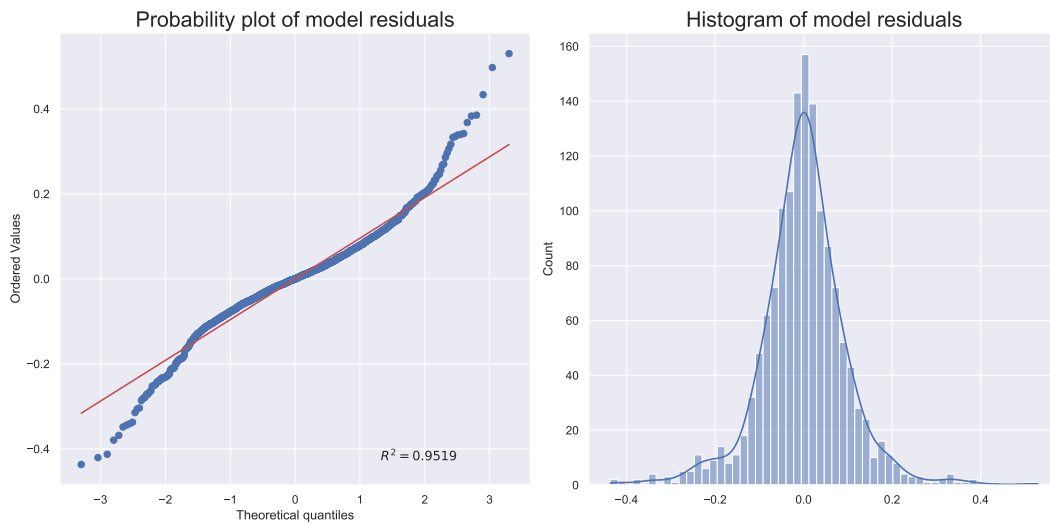 Probability plot of model residuals
Ordered Values
0.4
0.2
0.0
−0.2
−0.4
R² = 0.9519
−3 −2 −1 0 1 2 3
Theoretical quantiles
Histogram of model residuals
Count
160
140
120
100
80
60
40
20
0
−0.4 −0.2 0.0 0.2 0.4